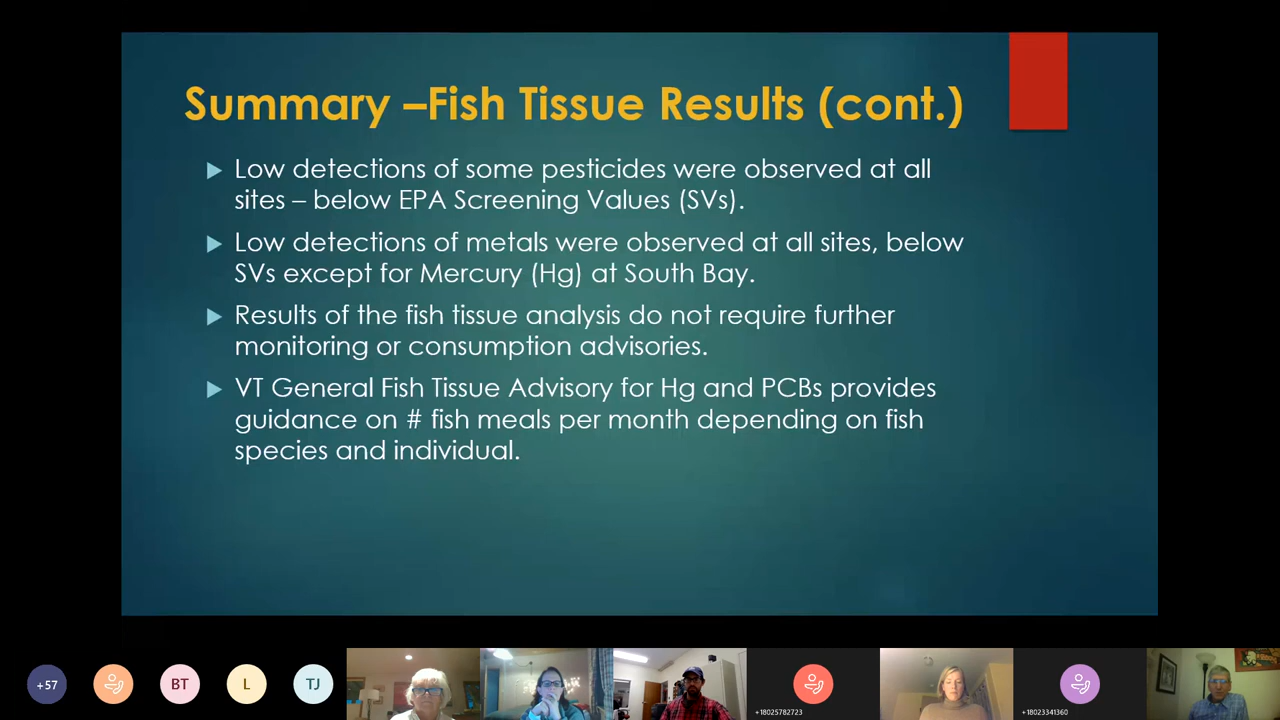 Summary –Fish Tissue Results (cont.)
Low detections of some pesticides were observed at all
sites – below EPA Screening Values (SVs).
Low detections of metals were observed at all sites, below
SVs except for Mercury (Hg) at South Bay.
Results of the fish tissue analysis do not require further
monitoring or consumption advisories.
VT General Fish Tissue Advisory for Hg and PCBs provides
guidance on # fish meals per month depending on fish
species and individual.
+57
BT
L
TJ
+18025782723
+18023341360